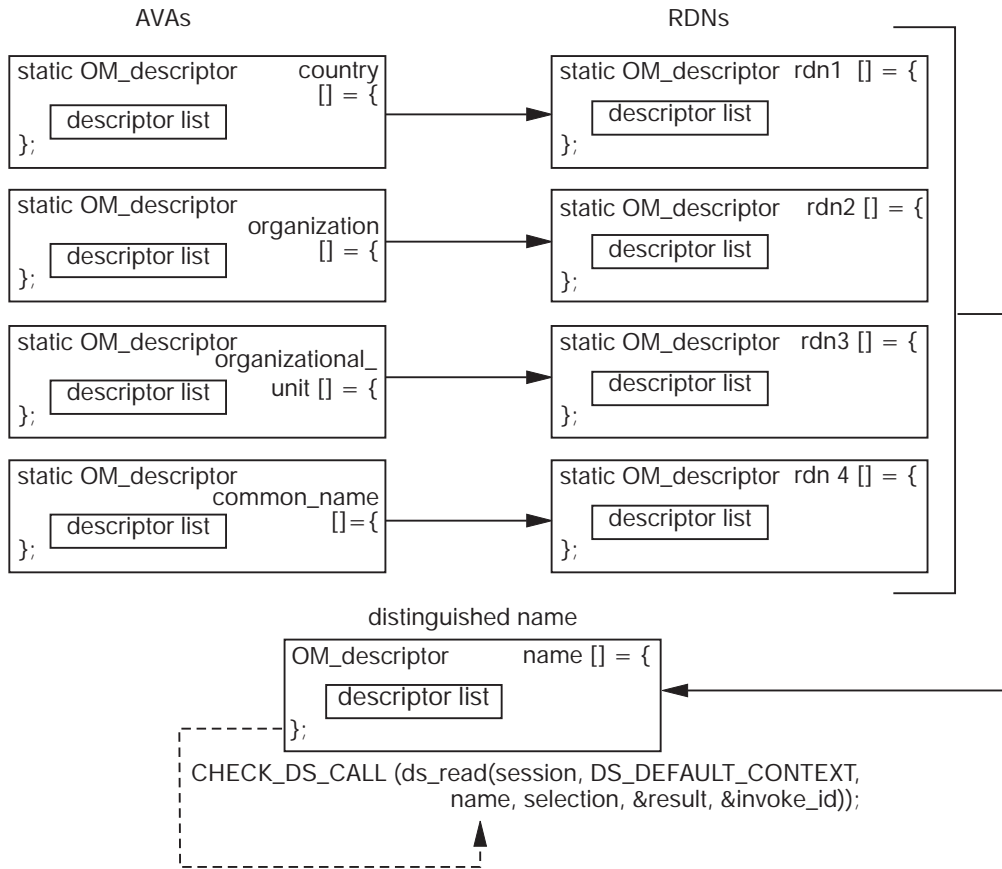 AVAs
RDNs
static OM_descriptor country
[] = {
descriptor list
};
static OM_descriptor rdn1 [] = {
descriptor list
};
static OM_descriptor
organization
[] = {
descriptor list
};
static OM_descriptor rdn2 [] = {
descriptor list
};
static OM_descriptor
organizational_
unit [] = {
descriptor list
};
static OM_descriptor rdn3 [] = {
descriptor list
};
static OM_descriptor
common_name
[]={
descriptor list
};
static OM_descriptor rdn 4 [] = {
descriptor list
};
distinguished name
OM_descriptor name [] = {
descriptor list
};
CHECK_DS_CALL (ds_read(session, DS_DEFAULT_CONTEXT,
name, selection, &result, &invoke_id));